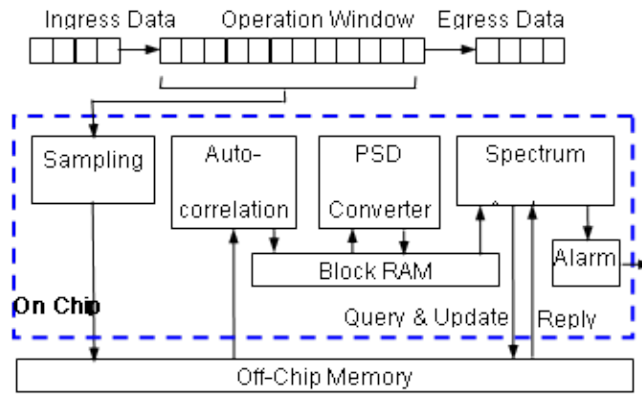 Ingress Data
Operation Window
Egress Data
Sampling
Auto-
correlation
PSD
Converter
Spectrum
Block RAM
Alarm
On Chip
Query & Update
Reply
Off-Chip Memory